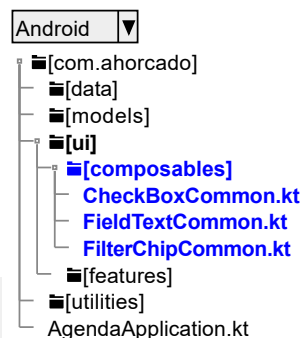 Android
[com.ahorcado]
[data]
[models]
[ui]
[composables]
CheckBoxCommon.kt
FieldTextCommon.kt
FilterChipCommon.kt
[features]
[utilities]
AgendaApplication.kt